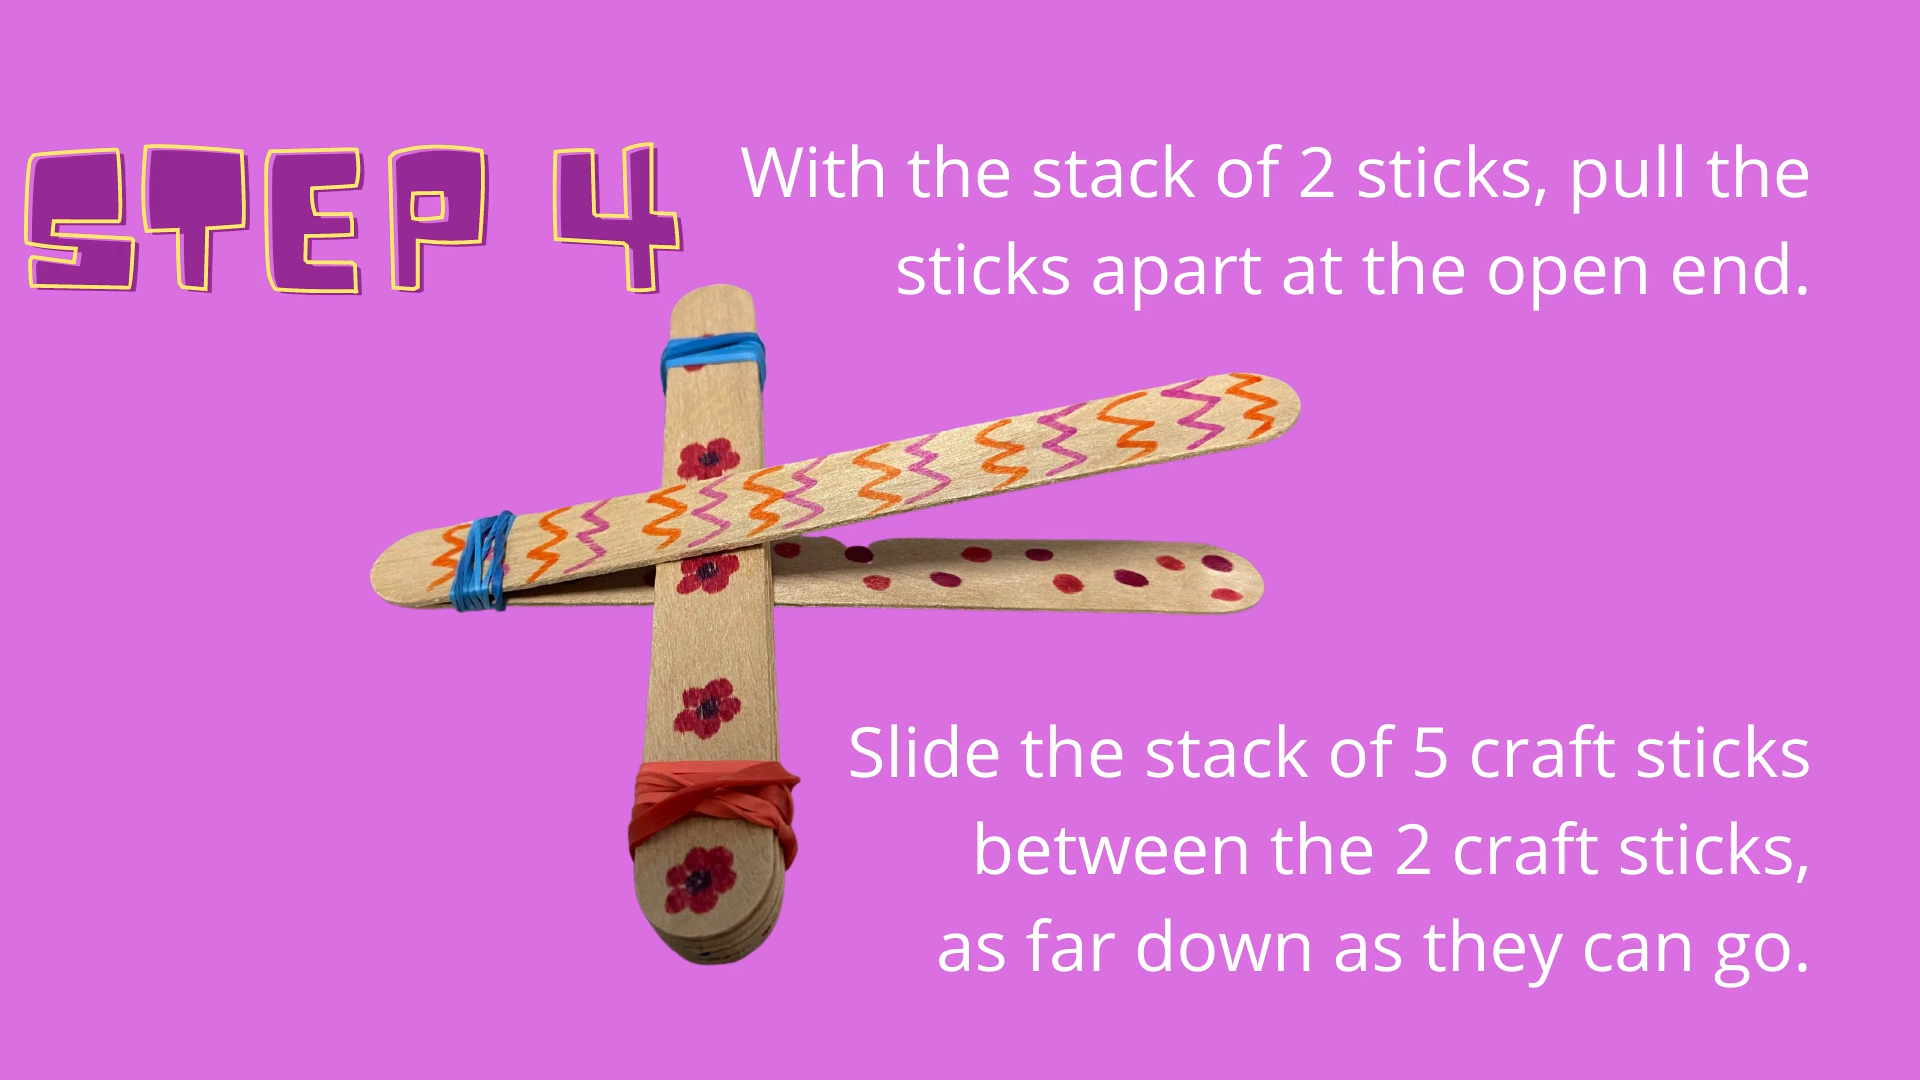 STEP 4
With the stack of 2 sticks, pull the
sticks apart at the open end.
Slide the stack of 5 craft sticks
between the 2 craft sticks,
as far down as they can go.